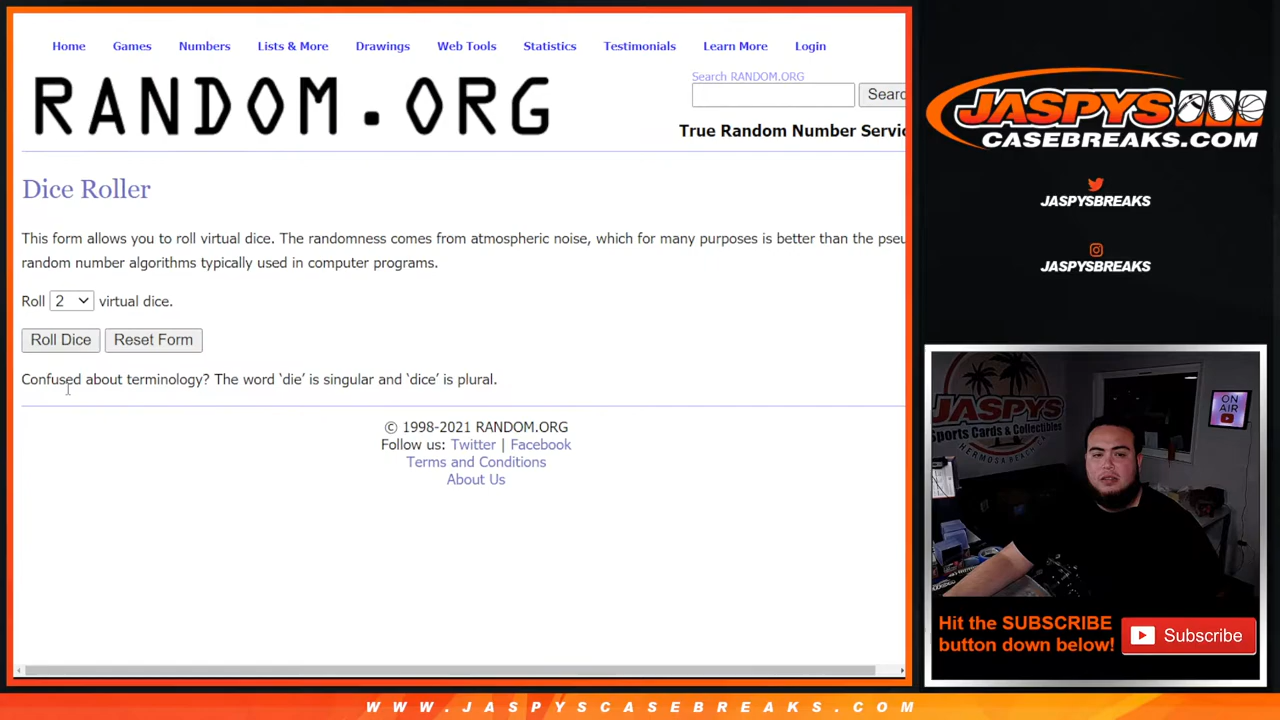 Home Games Numbers Lists & More Drawings Web Tools Statistics Testimonials Learn More Login
RANDOM.ORG
Search RANDOM.ORG
Searc
True Random Number Servic
Dice Roller
This form allows you to roll virtual dice. The randomness comes from atmospheric noise, which for many purposes is better than the pseu
random number algorithms typically used in computer programs.
Roll 2 virtual dice.
Roll Dice Reset Form
Confused about terminology? The word ‘die’ is singular and ‘dice’ is plural.
© 1998-2021 RANDOM.ORG
Follow us: Twitter | Facebook
Terms and Conditions
About Us
JASPYS
CASEBREAKS.COM
JASPYSBREAKS
JASPYSBREAKS
JASPYS
Sports Cards & Collectibles
HERMOSA BEACH
ON
AIR
Hit the SUBSCRIBE
button down below!
Subscribe
WWW.JASPYSCASEBREAKS.COM